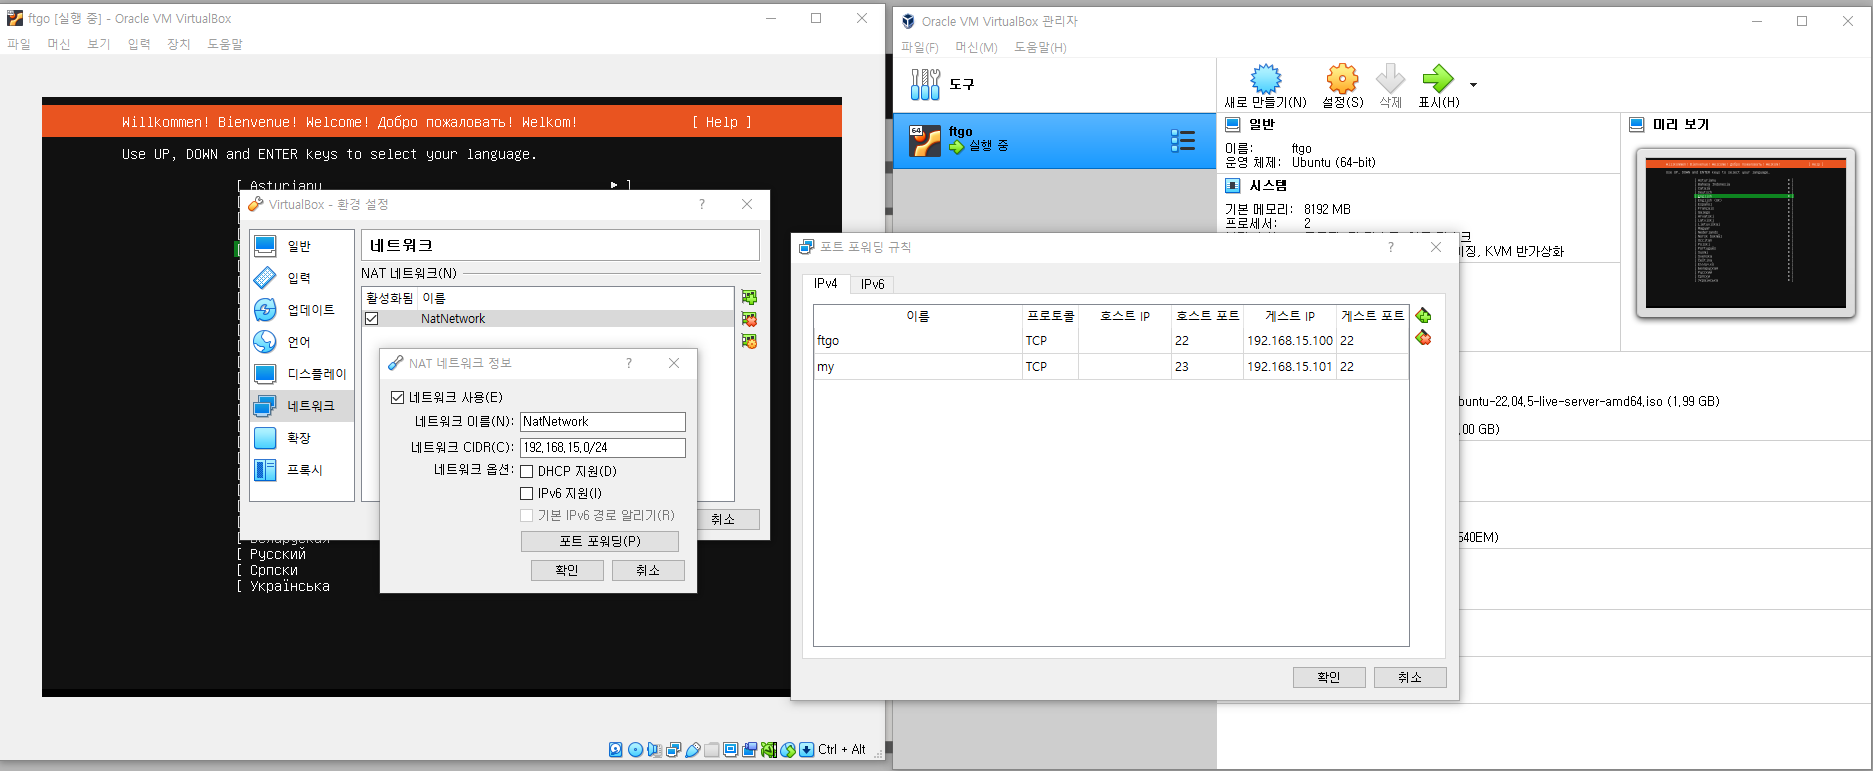 ftgo [실행 중] - Oracle VM VirtualBox
파일 머신 보기 입력 장치 도움말
Willkommen! Bienvenue! Welcome! Добро пожаловать! Welkom! [ Help ]
Use UP, DOWN and ENTER keys to select your language.
[ Asturianu ► ]
VirtualBox - 환경 설정 ?
일반
입력
업데이트
언어
디스플레이
네트워크
확장
프록시
네트워크
NAT 네트워크(N)
활성화됨 이름
NatNetwork
취소
NAT 네트워크 정보 ?
네트워크 사용(E)
네트워크 이름(N): NatNetwork
네트워크 CIDR(C): 192.168.15.0/24
네트워크 옵션: DHCP 지원(D)
IPv6 지원(I)
기본 IPv6 경로 알리기(R)
포트 포워딩(P)
확인 취소
[ Беларуская
[ Русский
[ Српски
[ Українська
Ctrl + Alt
Oracle VM VirtualBox 관리자
파일(F) 머신(M) 도움말(H)
도구
새로 만들기(N) 설정(S) 삭제 표시(H)
64
ftgo
실행 중
일반
이름: ftgo
운영 체제: Ubuntu (64-bit)
시스템
기본 메모리: 8192 MB
프로세서: 2
이징, KVM 반가상화
미리 보기
buntu-22.04.5-live-server-amd64.iso (1.99 GB)
.00 GB)
540EM)
포트 포워딩 규칙 ?
IPv4 IPv6
이름 프로토콜 호스트 IP 호스트 포트 게스트 IP 게스트 포트
ftgo TCP 22 192.168.15.100 22
my TCP 23 192.168.15.101 22
확인 취소